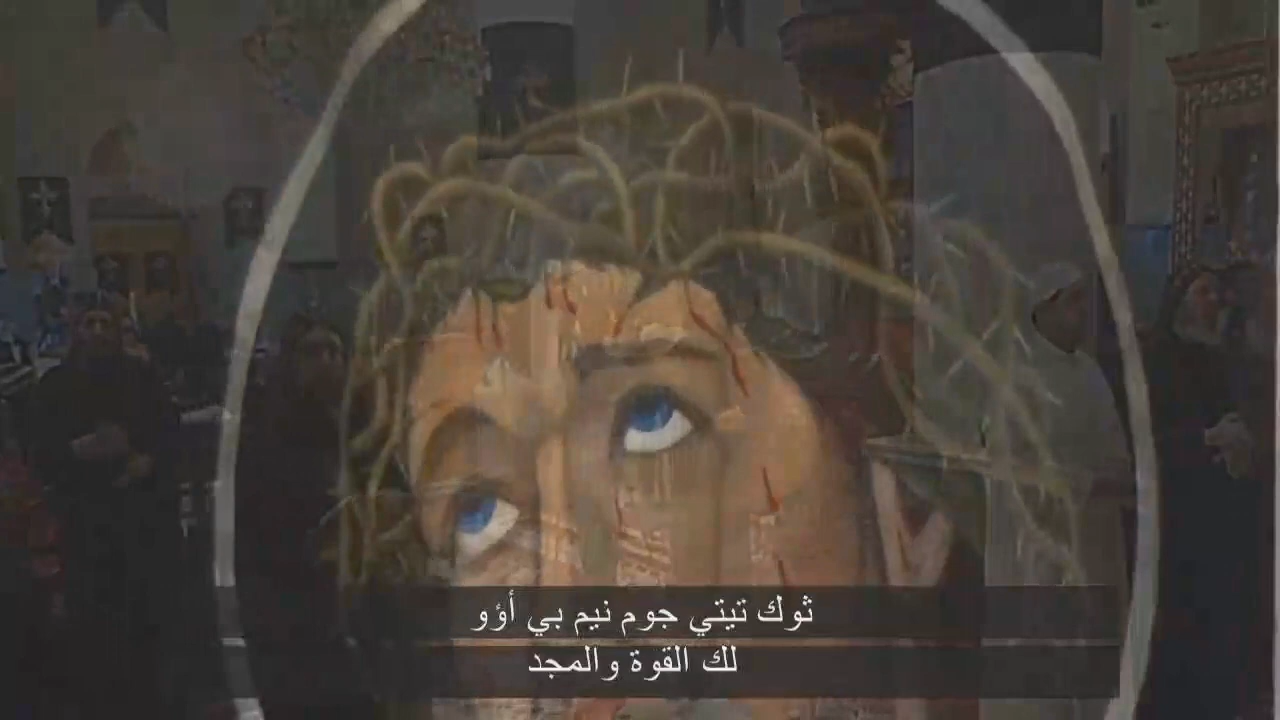 ثوك تيتي جوم نيم بي أؤو
لك القوة والمجد